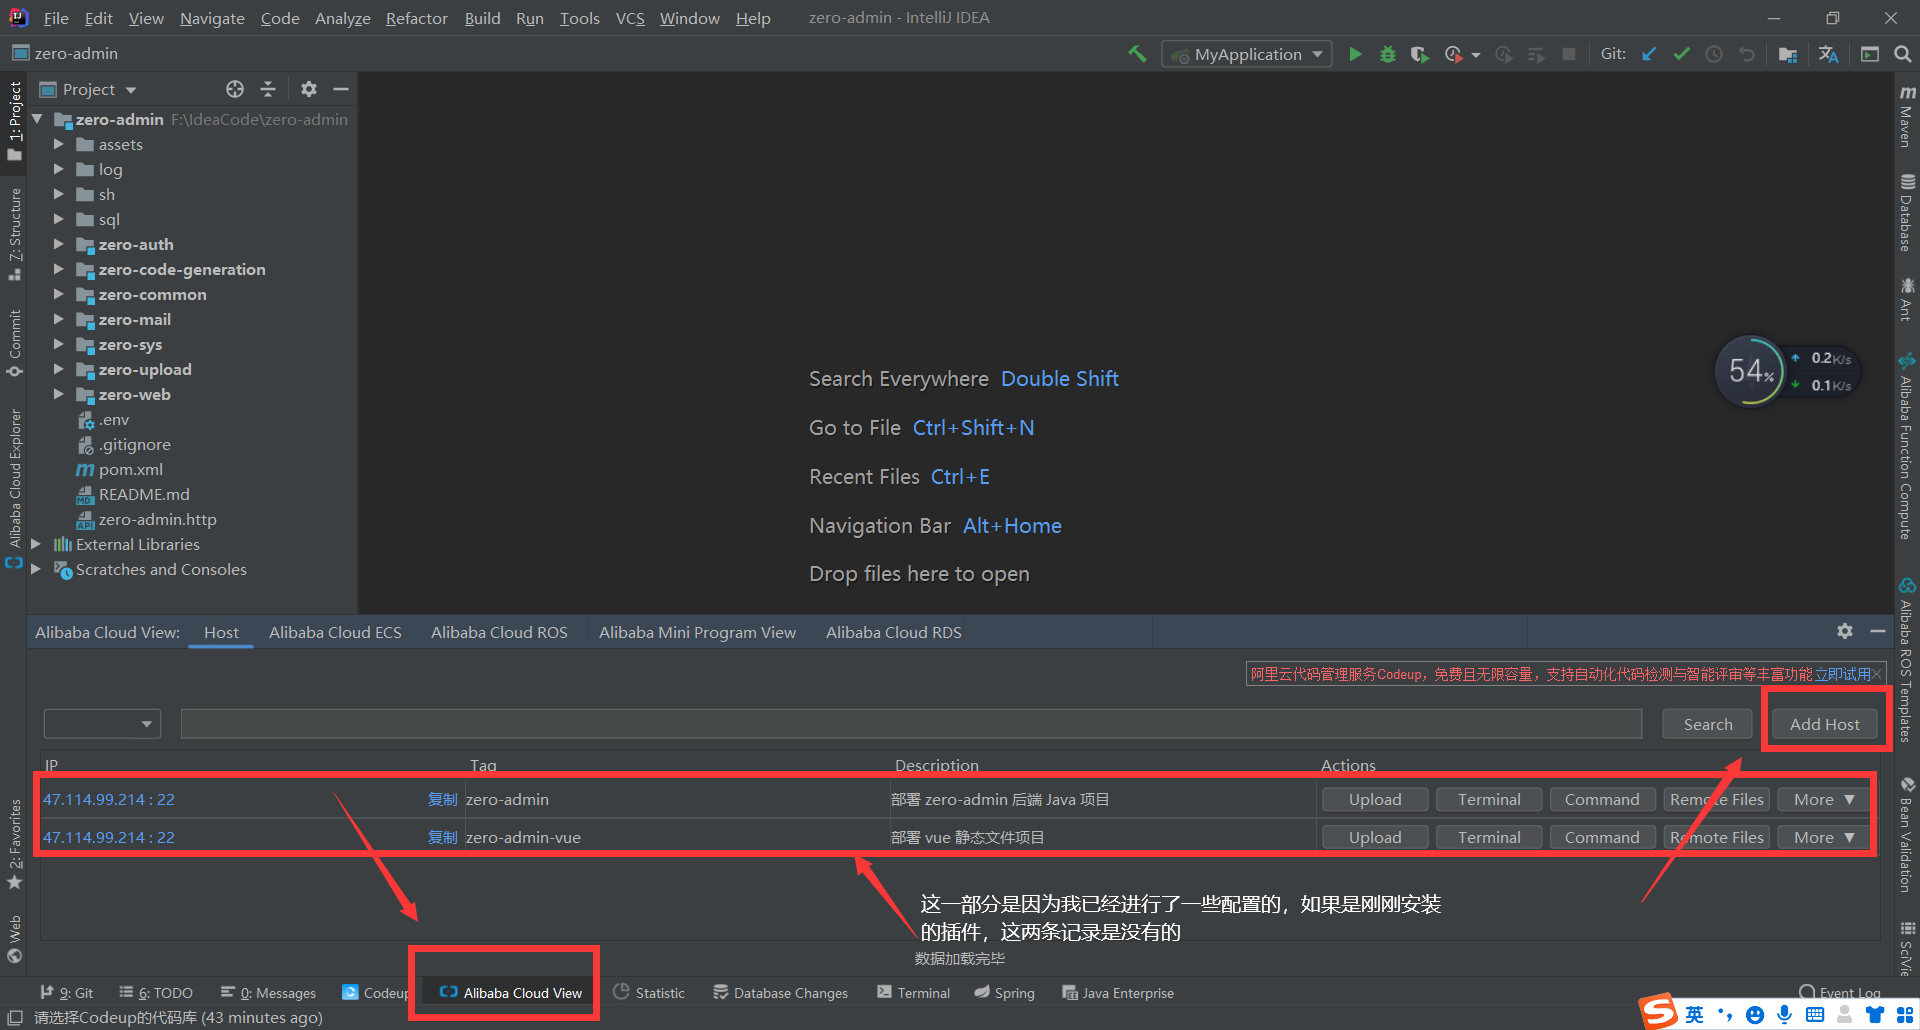 File Edit View Navigate Code Analyze Refactor Build Run Tools VCS Window Help zero-admin - IntelliJ IDEA
zero-admin
MyApplication
Git:
Project
1: Project
7: Structure
Commit
Alibaba Cloud Explorer
2: Favorites
Web
zero-admin F:\IdeaCode\zero-admin
assets
log
sh
sql
zero-auth
zero-code-generation
zero-common
zero-mail
zero-sys
zero-upload
zero-web
.env
.gitignore
pom.xml
README.md
zero-admin.http
External Libraries
Scratches and Consoles
Search Everywhere Double Shift
Go to File Ctrl+Shift+N
Recent Files Ctrl+E
Navigation Bar Alt+Home
Drop files here to open
54%
0.2K/s
0.1K/s
Maven
Database
Ant
Alibaba Function Compute
Alibaba ROS Templates
Bean Validation
SciVie
Alibaba Cloud View: Host Alibaba Cloud ECS Alibaba Cloud ROS Alibaba Mini Program View Alibaba Cloud RDS
阿里云代码管理服务Codeup，免费且无限容量，支持自动化代码检测与智能评审等丰富功能 立即试用
Search Add Host
IP Tag Description Actions
47.114.99.214 : 22 复制 zero-admin 部署 zero-admin 后端 Java 项目 Upload Terminal Command Remote Files More ▼
47.114.99.214 : 22 复制 zero-admin-vue 部署 vue 静态文件项目 Upload Terminal Command Remote Files More ▼
这一部分是因为我已经进行了一些配置的，如果是刚刚安装
的插件，这两条记录是没有的
数据加载完毕
9: Git 6: TODO 0: Messages Codeup Alibaba Cloud View Statistic Database Changes Terminal Spring Java Enterprise Event Log
请选择Codeup的代码库 (43 minutes ago)
英